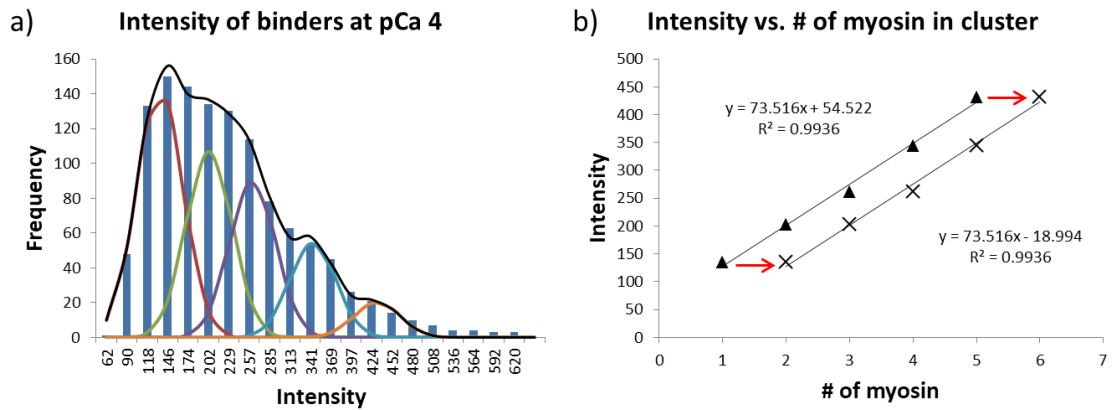 a)
Intensity of binders at pCa 4
Frequency
160
140
120
100
80
60
40
20
0
62 90 118 146 174 202 229 257 285 313 341 369 397 424 452 480 508 536 564 592 620
Intensity
b)
Intensity vs. # of myosin in cluster
Intensity
500
450
400
350
300
250
200
150
100
50
0
y = 73.516x + 54.522
R² = 0.9936
y = 73.516x - 18.994
R² = 0.9936
0 1 2 3 4 5 6 7
# of myosin